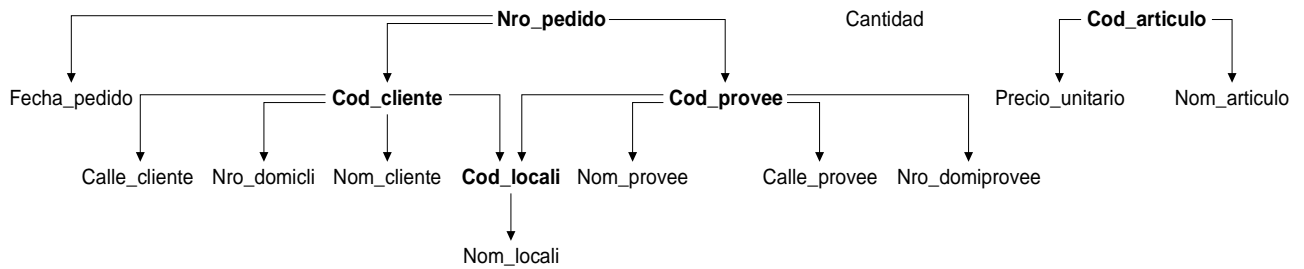 Nro_pedido Cantidad Cod_articulo
Fecha_pedido Cod_cliente Cod_provee Precio_unitario Nom_articulo
Calle_cliente Nro_domicli Nom_cliente Cod_locali Nom_provee Calle_provee Nro_domiprovee
Nom_locali